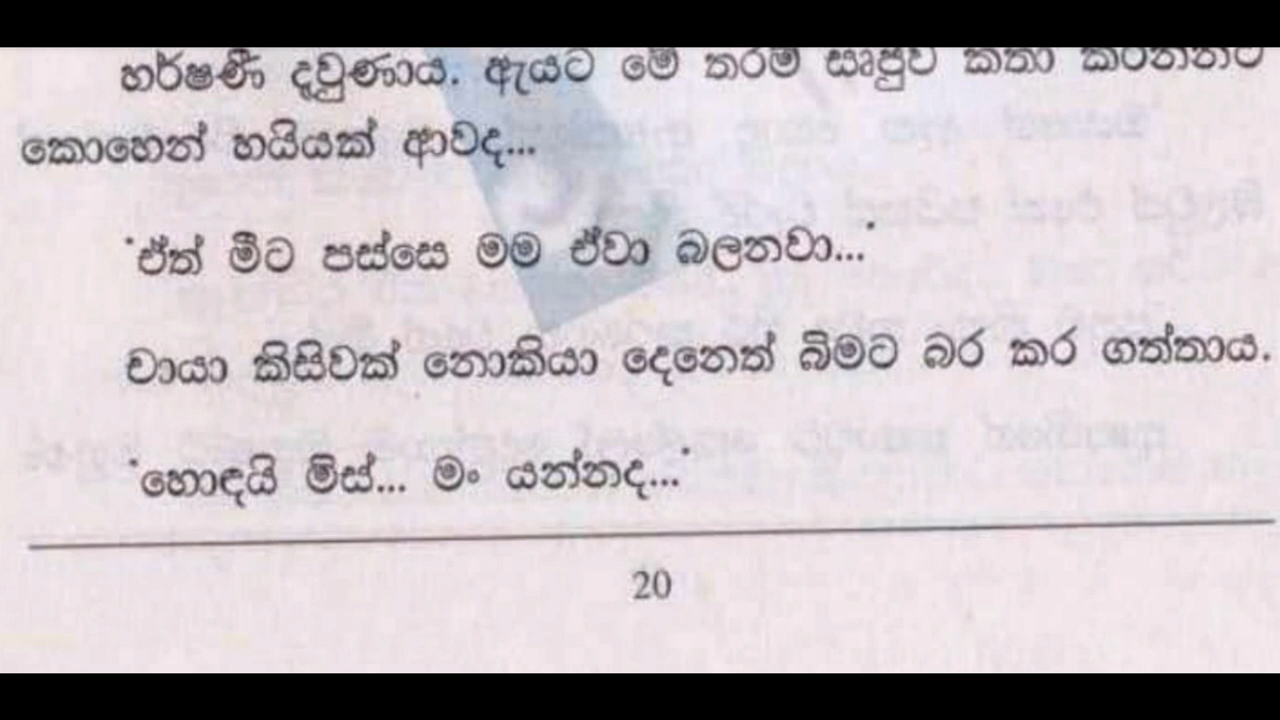 හර්ෂණී දැවුණාය. ඇයට මේ තරම් සෘජුව කතා කරන්නට
කොහෙන් හයියක් ආවද...
'ඒත් මීට පස්සෙ මම ඒවා බලනවා...'
චායා කිසිවක් නොකියා දෙනෙත් බිමට බර කර ගත්තාය.
'හොඳයි මිස්... මං යන්නද...'
20